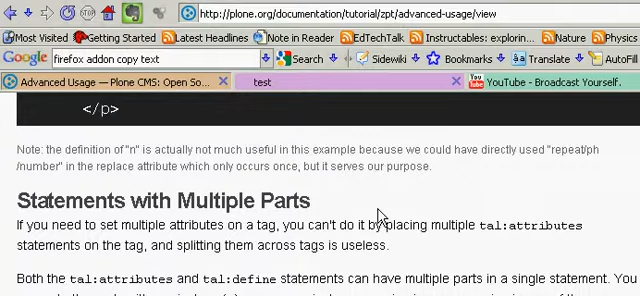 http://plone.org/documentation/tutorial/zpt/advanced-usage/view
Most Visited Getting Started Latest Headlines Note in Reader EdTechTalk Instructables: explorin... Nature Physics
Google firefox addon copy text Search Sidewiki Bookmarks Translate AutoFill
Advanced Usage — Plone CMS: Open So... test YouTube - Broadcast Yourself.
</p>
Note: the definition of "n" is actually not much useful in this example because we could have directly used "repeat/ph
/number" in the replace attribute which only occurs once, but it serves our purpose.
Statements with Multiple Parts
If you need to set multiple attributes on a tag, you can't do it by placing multiple tal:attributes
statements on the tag, and splitting them across tags is useless.
Both the tal:attributes and tal:define statements can have multiple parts in a single statement. You